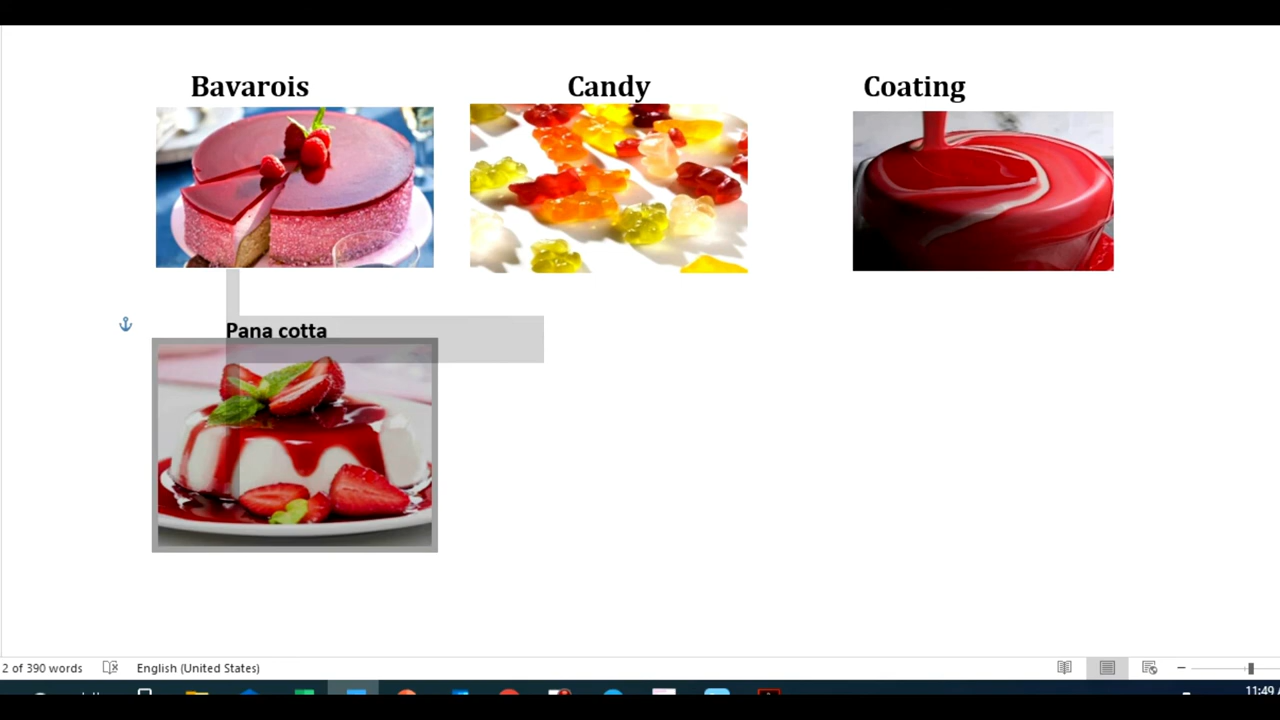 Bavarois
Candy
Coating
Pana cotta
2 of 390 words
English (United States)
11:49